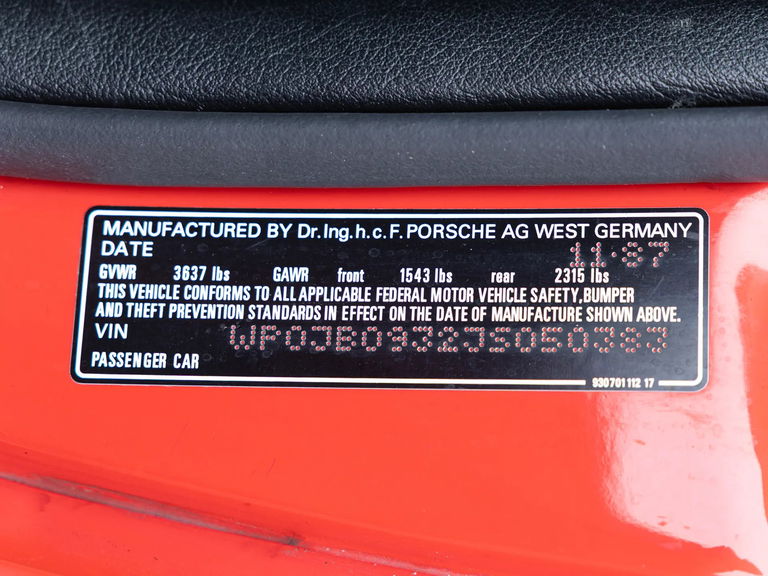 MANUFACTURED BY Dr.Ing.h.c.F.PORSCHE AG WEST GERMANY
DATE 11·87
GVWR 3637 lbs GAWR front 1543 lbs rear 2315 lbs
THIS VEHICLE CONFORMS TO ALL APPLICABLE FEDERAL MOTOR VEHICLE SAFETY,BUMPER
AND THEFT PREVENTION STANDARDS IN EFFECT ON THE DATE OF MANUFACTURE SHOWN ABOVE.
VIN WP0JB0932JS050383
PASSENGER CAR
930 701 112 17